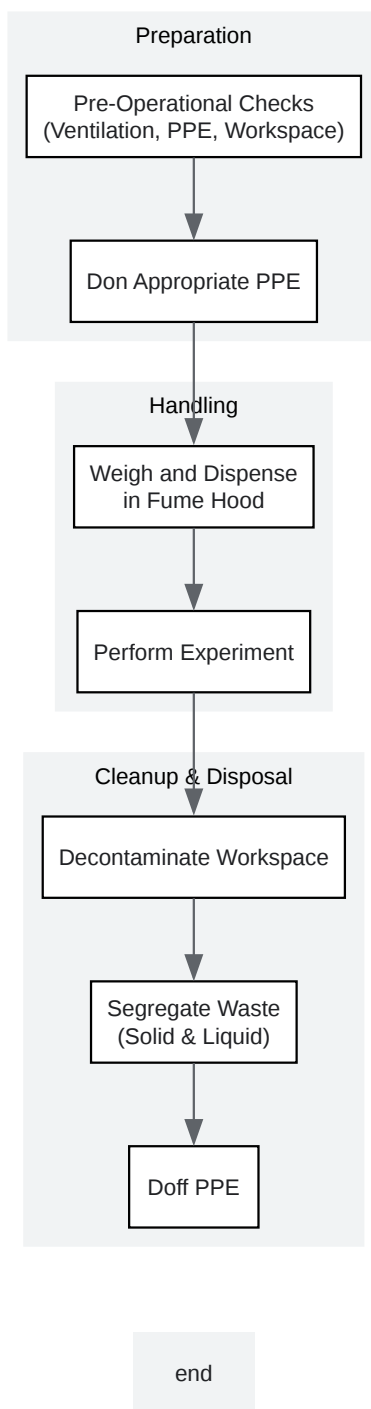 Preparation
Pre-Operational Checks
(Ventilation, PPE, Workspace)
Don Appropriate PPE
Handling
Weigh and Dispense
in Fume Hood
Perform Experiment
Cleanup & Disposal
Decontaminate Workspace
Segregate Waste
(Solid & Liquid)
Doff PPE
end